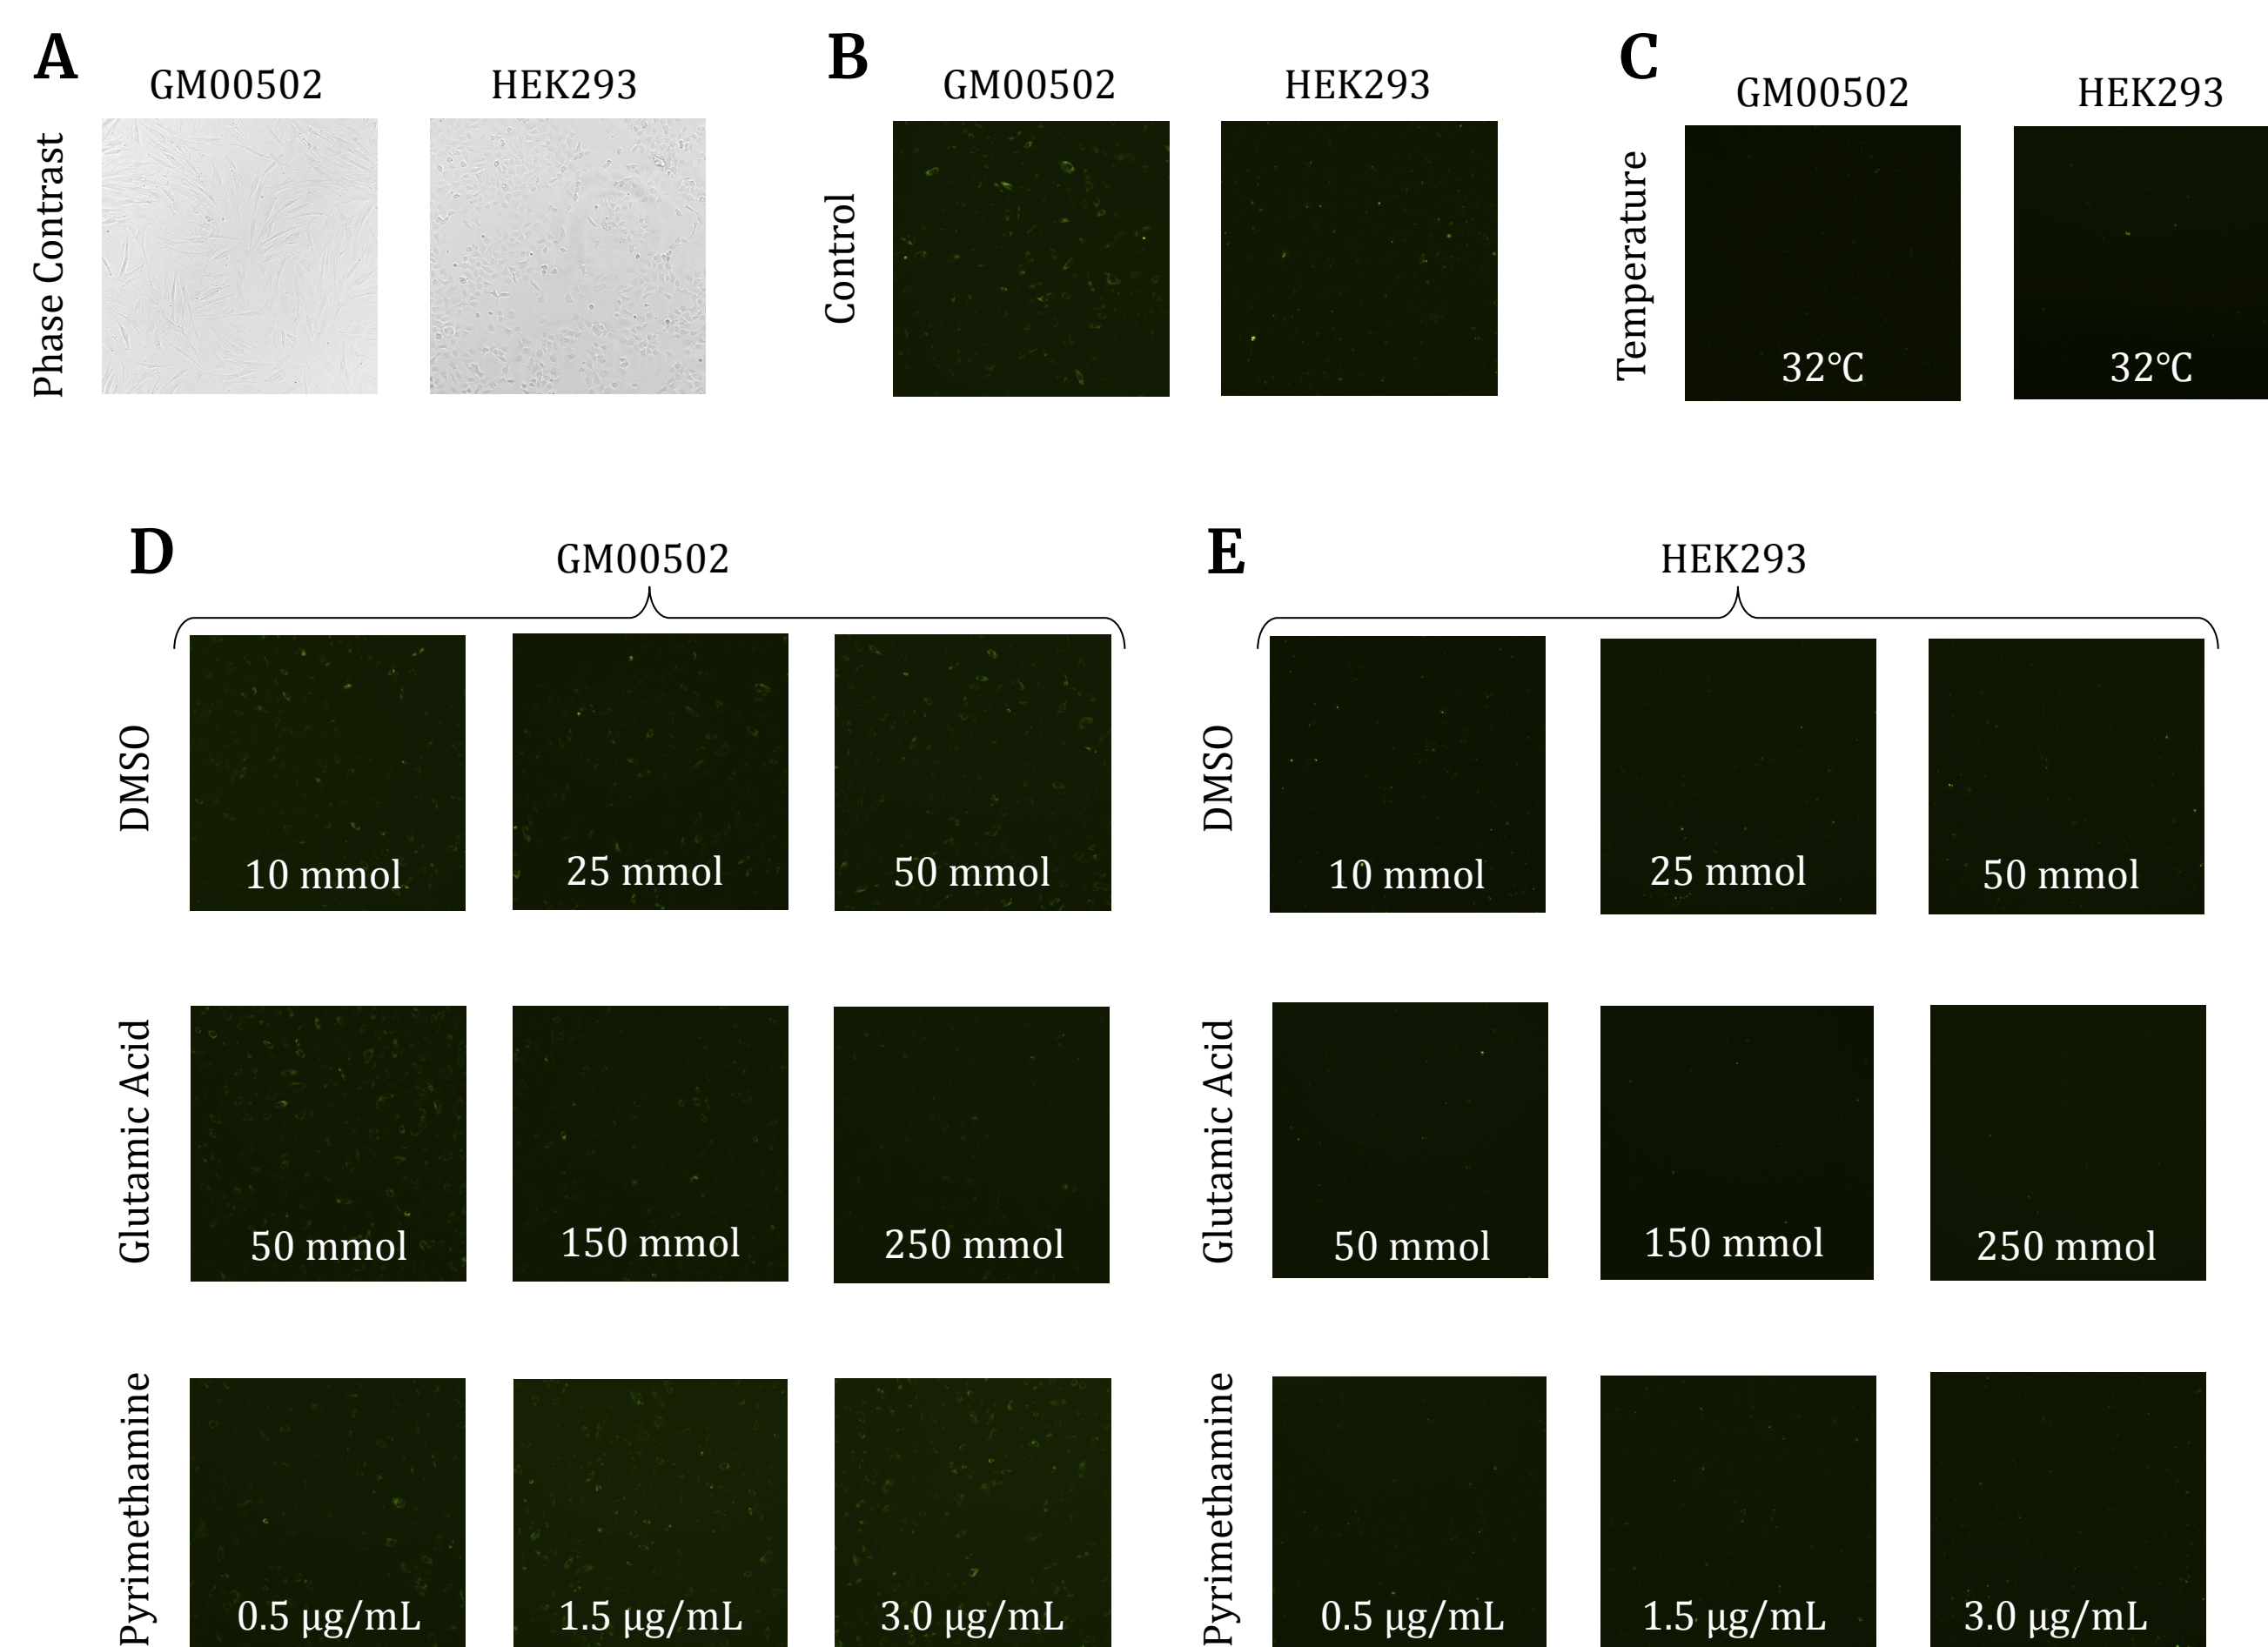 A
GM00502
HEK293
Phase Contrast
B
GM00502
HEK293
Control
C
GM00502
HEK293
Temperature
32°C
32°C
D
GM00502
DMSO
10 mmol
25 mmol
50 mmol
Glutamic Acid
50 mmol
150 mmol
250 mmol
Pyrimethamine
0.5 μg/mL
1.5 μg/mL
3.0 μg/mL
E
HEK293
DMSO
10 mmol
25 mmol
50 mmol
Glutamic Acid
50 mmol
150 mmol
250 mmol
Pyrimethamine
0.5 μg/mL
1.5 μg/mL
3.0 μg/mL